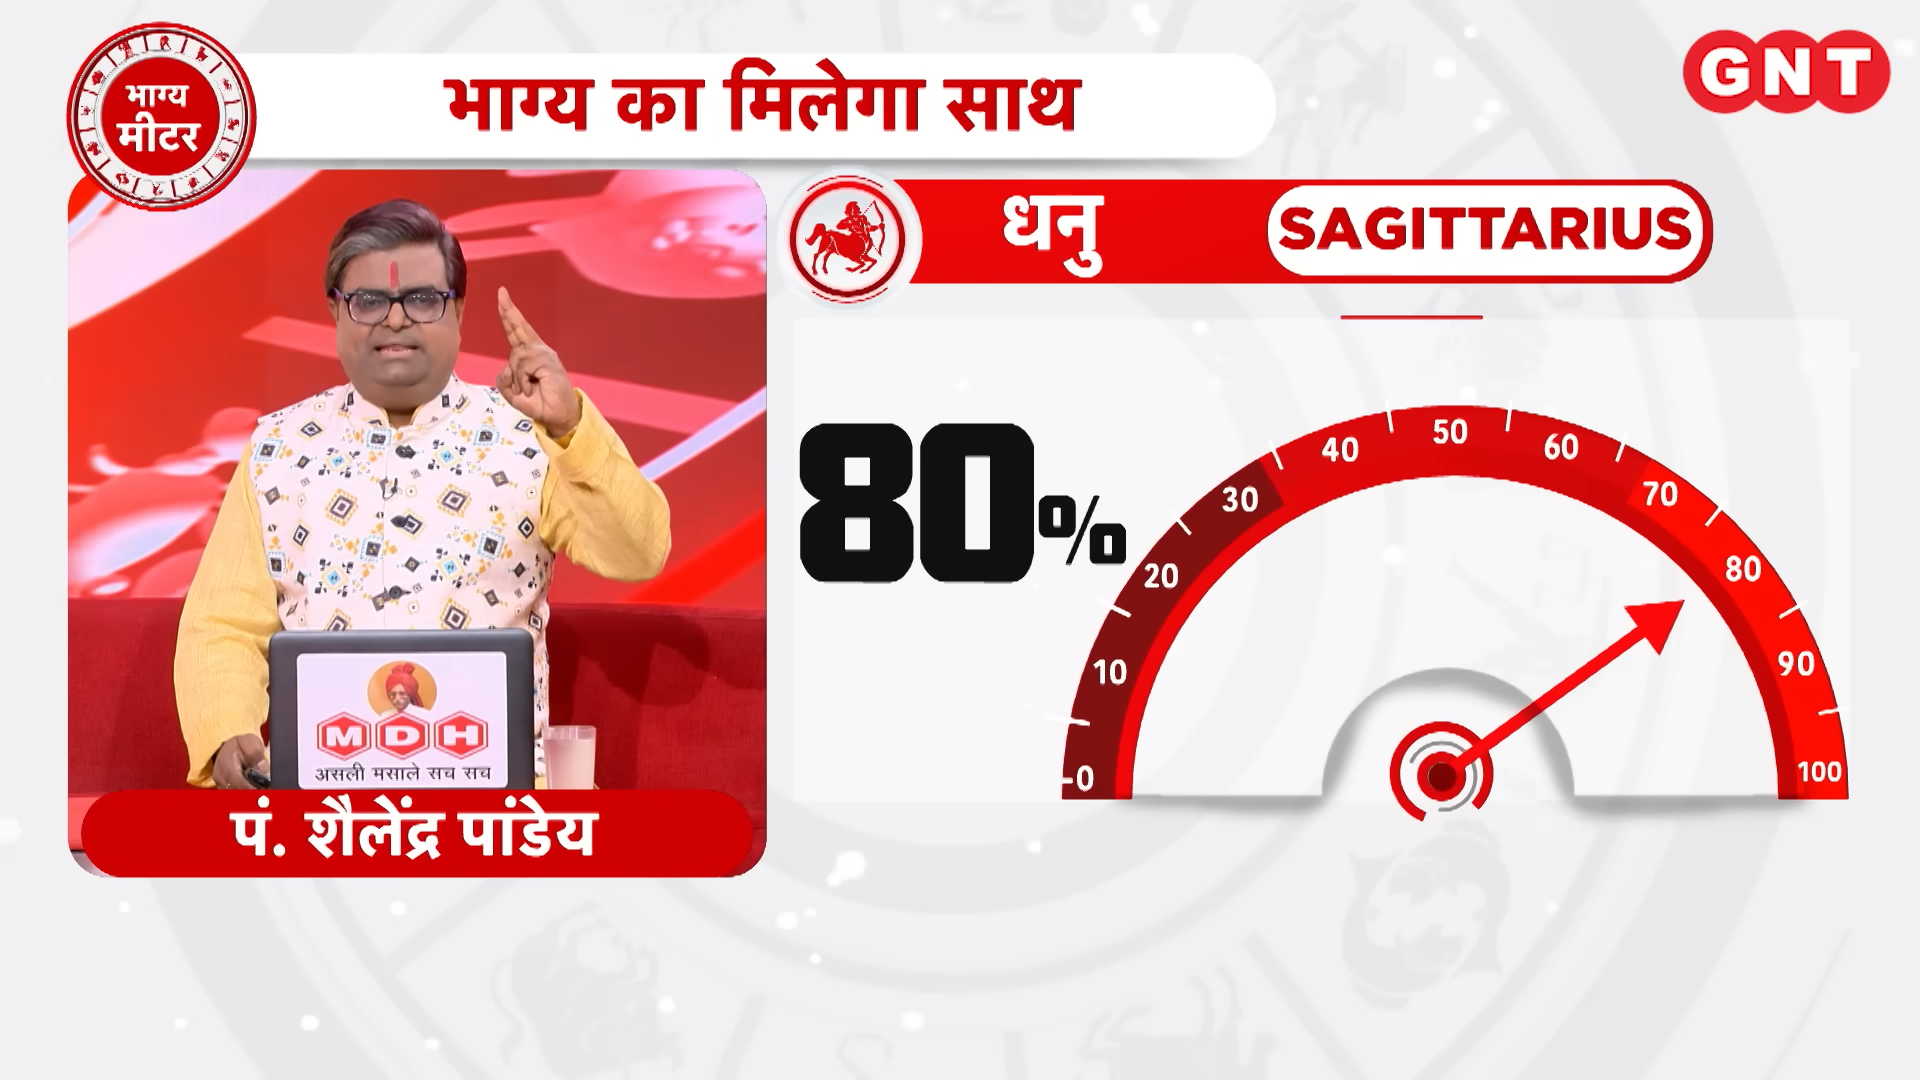 भाग्य
मीटर
भाग्य का मिलेगा साथ
GNT
धनु
SAGITTARIUS
80%
0
10
20
30
40
50
60
70
80
90
100
MDH
असली मसाले सच सच
पं. शैलेंद्र पांडेय